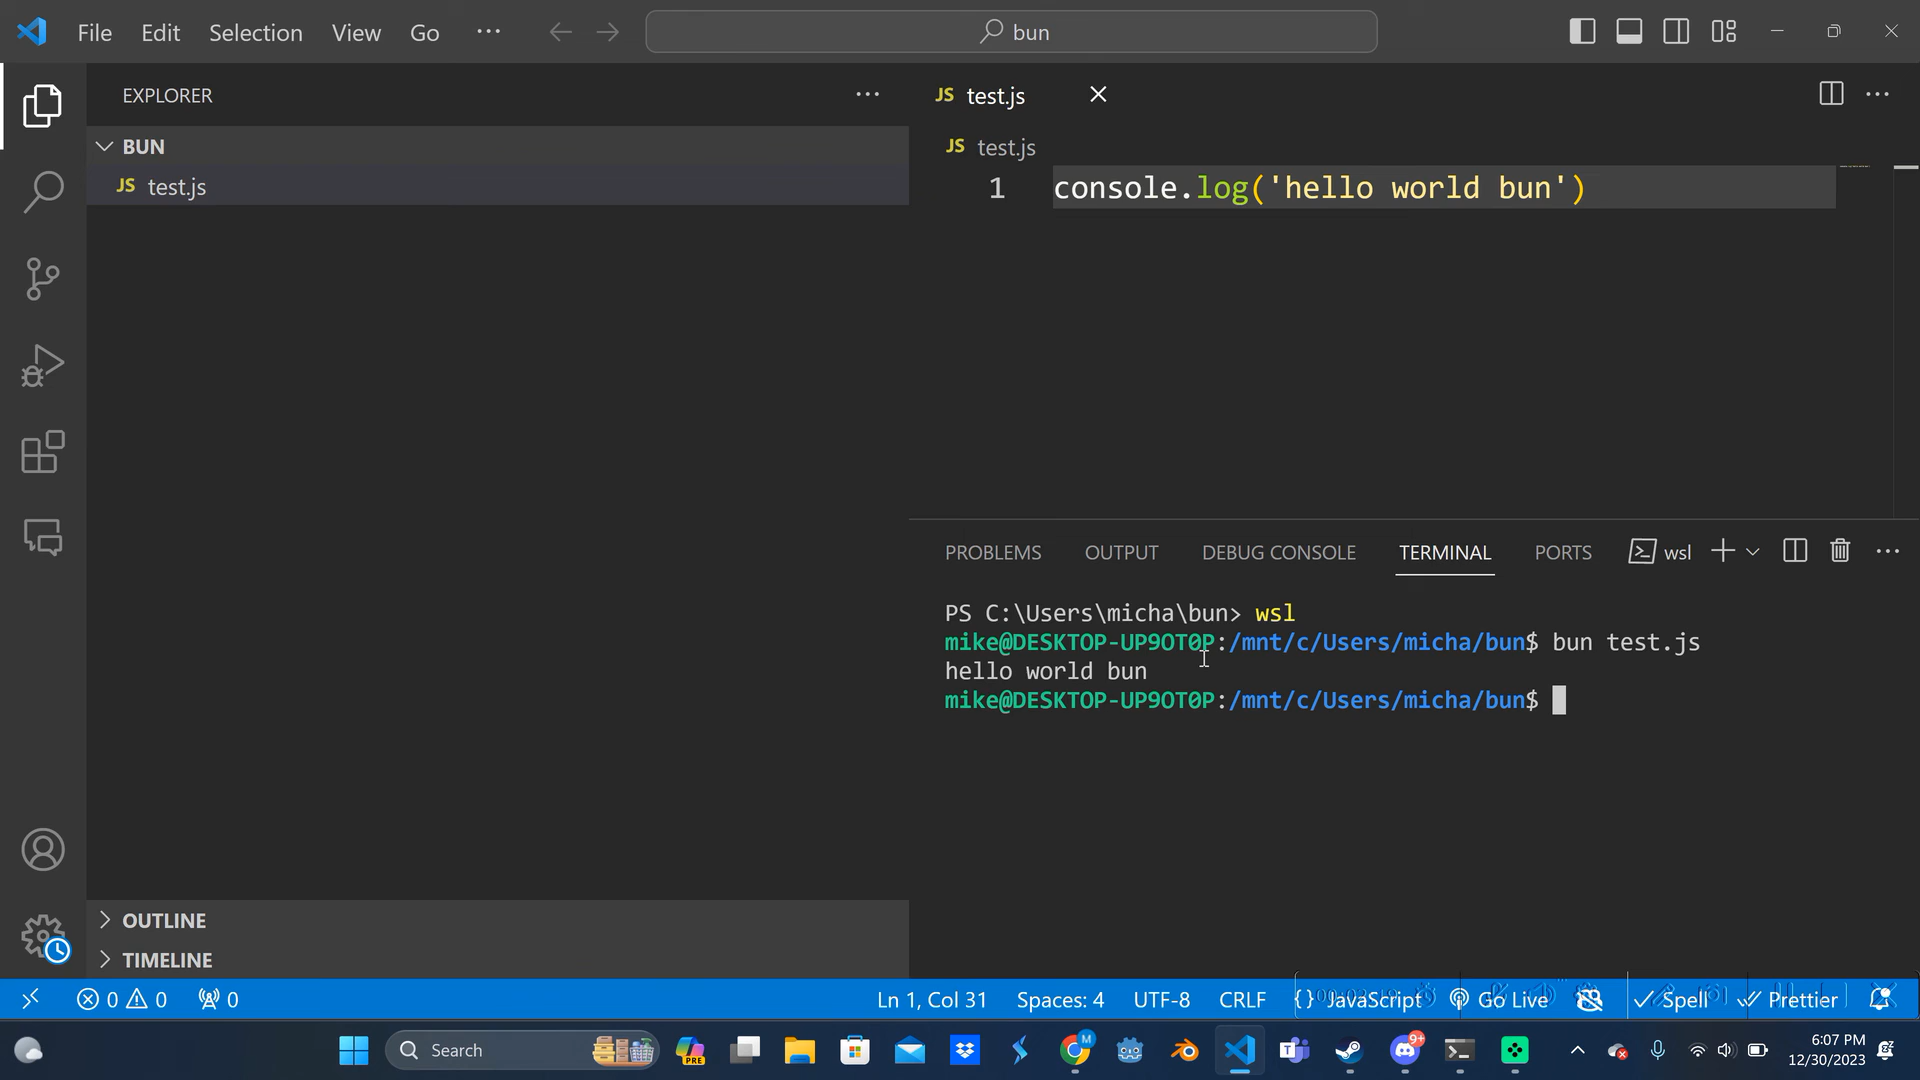 File Edit Selection View Go ··· bun
EXPLORER ···
BUN
JS test.js
JS test.js
JS test.js
1 console.log('hello world bun')
PROBLEMS OUTPUT DEBUG CONSOLE TERMINAL PORTS wsl
PS C:\Users\micha\bun> wsl
mike@DESKTOP-UP9OT0P:/mnt/c/Users/micha/bun$ bun test.js
hello world bun
mike@DESKTOP-UP9OT0P:/mnt/c/Users/micha/bun$
OUTLINE
TIMELINE
0 0 0 Ln 1, Col 31 Spaces: 4 UTF-8 CRLF {} JavaScript Go Live Spell Prettier
Search PRE M 9+ 6:07 PM
12/30/2023